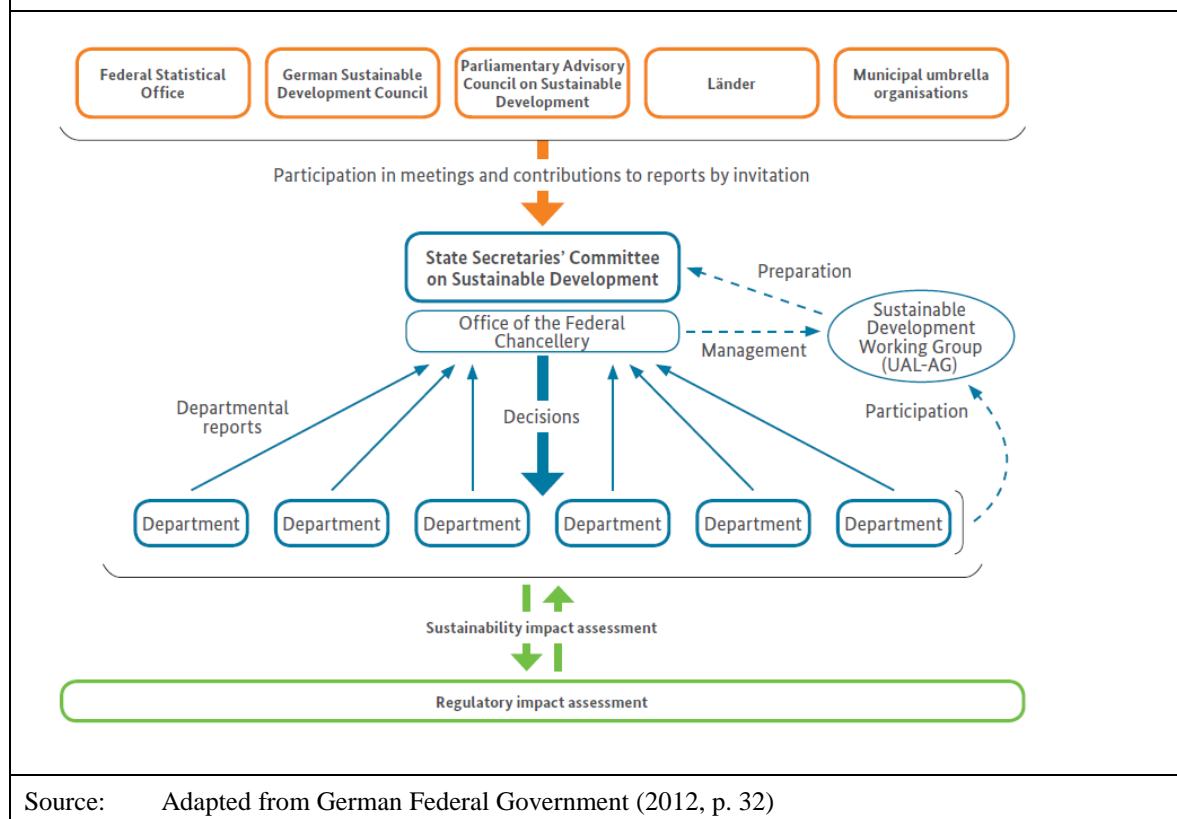 Federal Statistical
Office
German Sustainable
Development Council
Parliamentary Advisory
Council on Sustainable
Development
Länder
Municipal umbrella
organisations
Participation in meetings and contributions to reports by invitation
State Secretaries’ Committee
on Sustainable Development
Preparation
Office of the Federal
Chancellery
Management
Sustainable
Development
Working Group
(UAL-AG)
Departmental
reports
Decisions
Participation
Department
Department
Department
Department
Department
Department
Sustainability impact assessment
Regulatory impact assessment
Source: Adapted from German Federal Government (2012, p. 32)